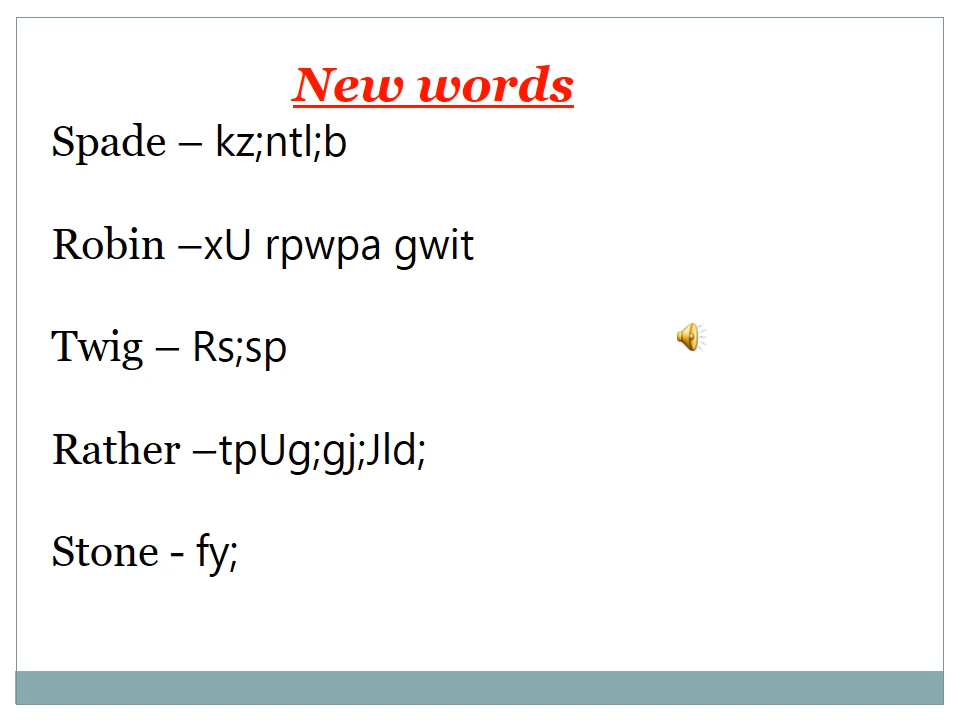 New words
Spade – kz;ntl;b
Robin –xU rpwpa gwit
Twig – Rs;sp
Rather –tpUg;gj;Jld;
Stone - fy;